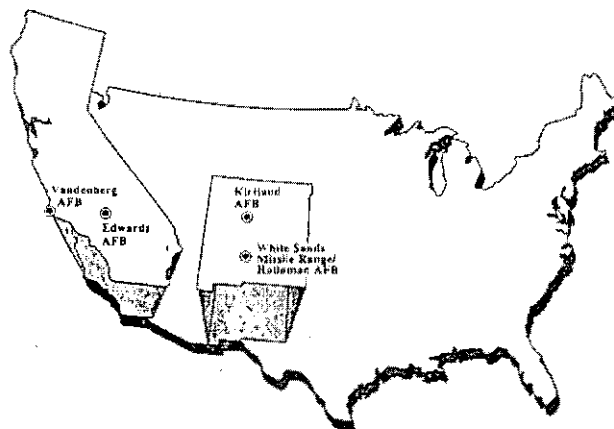 Vandenberg
AFB
Edwards
AFB
Kirtland
AFB
White Sands
Missile Range/
Holloman AFB